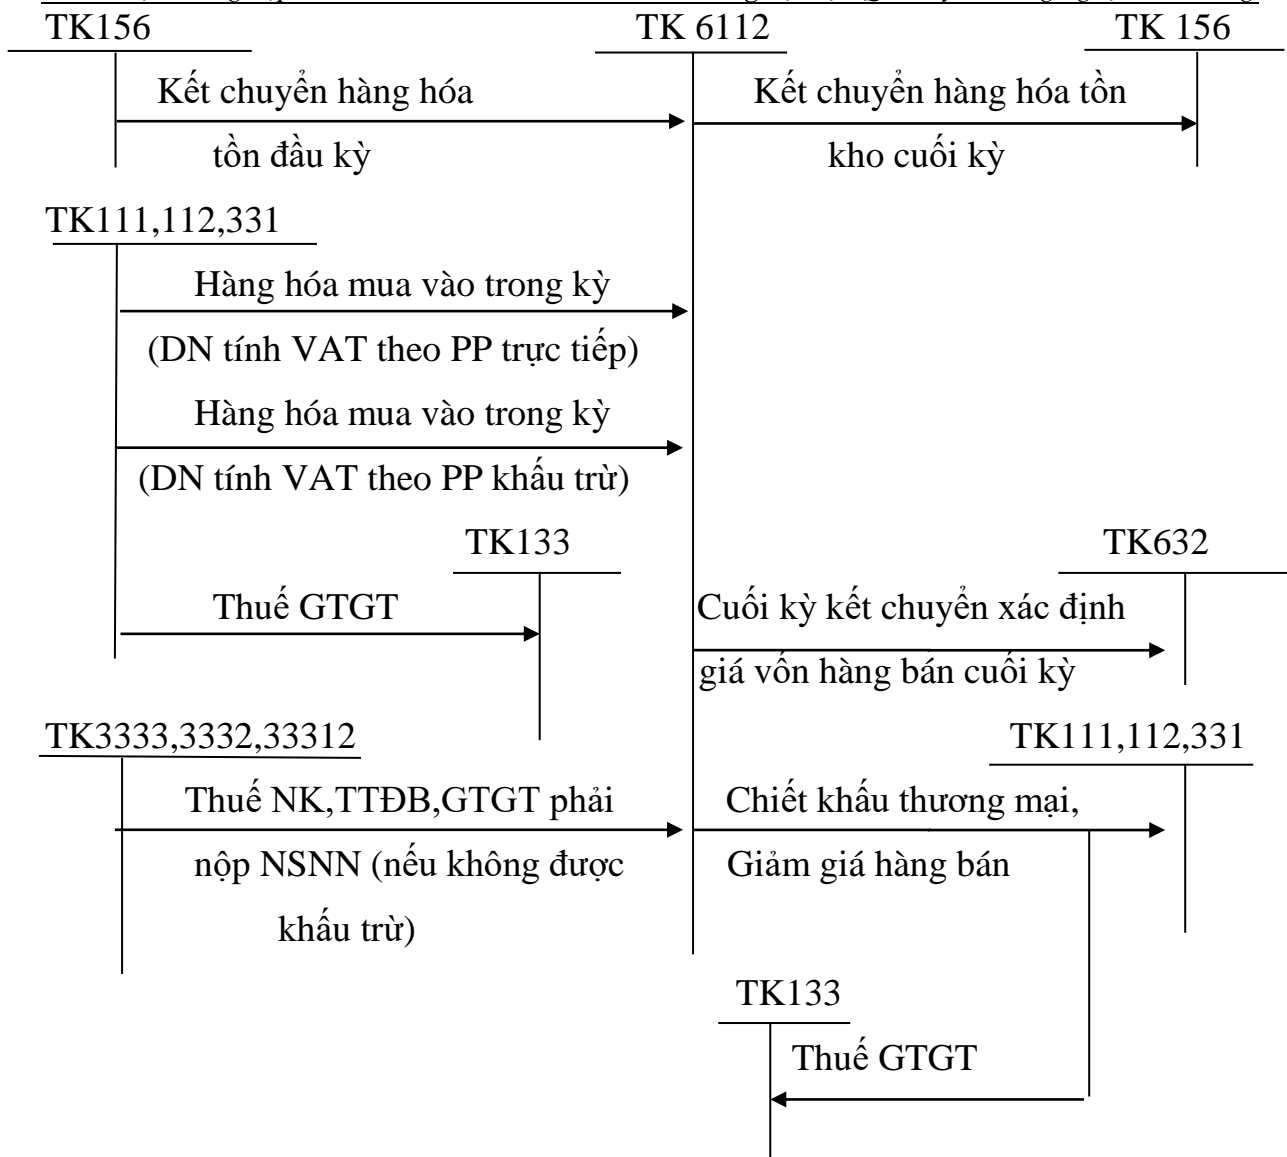 TK156
TK 6112
TK 156
Kết chuyển hàng hóa
Kết chuyển hàng hóa tồn
tồn đầu kỳ
kho cuối kỳ
TK111,112,331
Hàng hóa mua vào trong kỳ
(DN tính VAT theo PP trực tiếp)
Hàng hóa mua vào trong kỳ
(DN tính VAT theo PP khấu trừ)
TK133
TK632
Thuế GTGT
Cuối kỳ kết chuyển xác định
giá vốn hàng bán cuối kỳ
TK3333,3332,33312
TK111,112,331
Thuế NK,TTĐB,GTGT phải
Chiết khấu thương mại,
nộp NSNN (nếu không được
Giảm giá hàng bán
khấu trừ)
TK133
Thuế GTGT